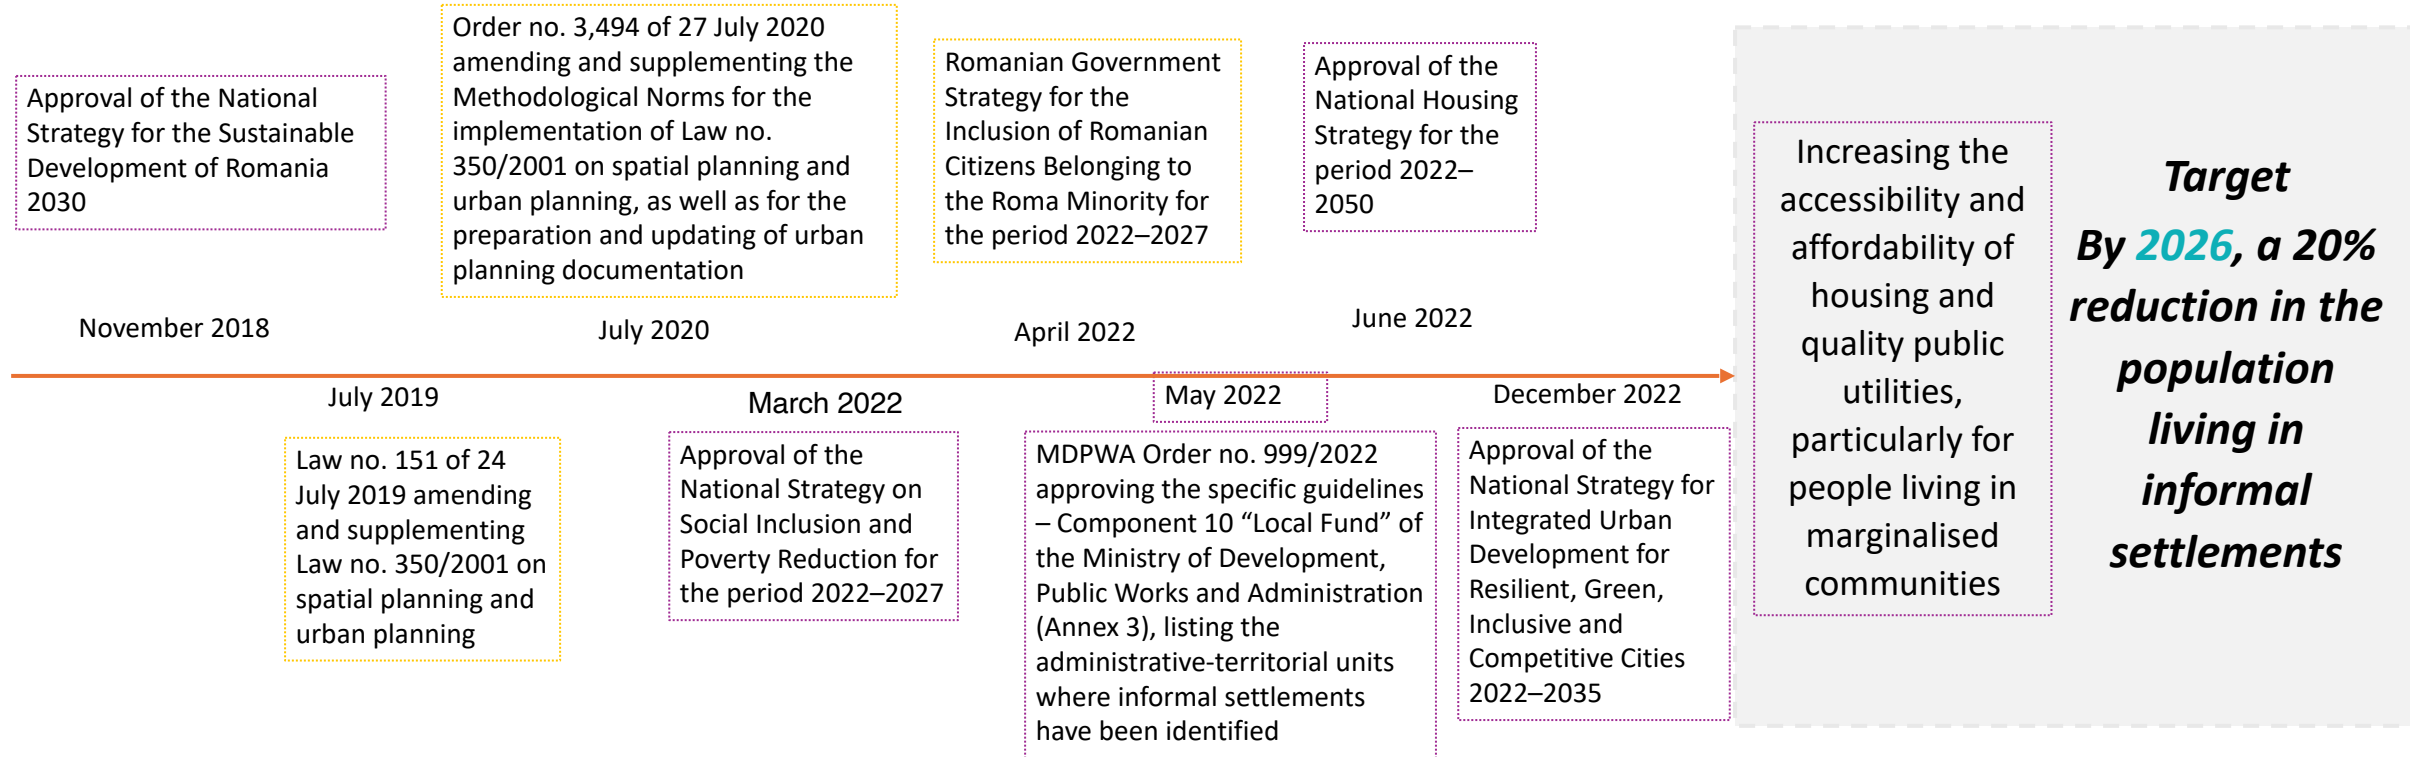 Approval of the National
Strategy for the Sustainable
Development of Romania
2030
November 2018
Law no. 151 of 24
July 2019 amending
and supplementing
Law no. 350/2001 on
spatial planning and
urban planning
July 2019
Order no. 3,494 of 27 July 2020
amending and supplementing the
Methodological Norms for the
implementation of Law no.
350/2001 on spatial planning and
urban planning, as well as for the
preparation and updating of urban
planning documentation
July 2020
March 2022
Approval of the
National Strategy on
Social Inclusion and
Poverty Reduction for
the period 2022–2027
Romanian Government
Strategy for the
Inclusion of Romanian
Citizens Belonging to
the Roma Minority for
the period 2022–2027
April 2022
May 2022
MDPWA Order no. 999/2022
approving the specific guidelines
– Component 10 “Local Fund” of
the Ministry of Development,
Public Works and Administration
(Annex 3), listing the
administrative-territorial units
where informal settlements
have been identified
Approval of the
National Housing
Strategy for the
period 2022–
2050
June 2022
December 2022
Approval of the
National Strategy for
Integrated Urban
Development for
Resilient, Green,
Inclusive and
Competitive Cities
2022–2035
Increasing the
accessibility and
affordability of
housing and
quality public
utilities,
particularly for
people living in
marginalised
communities
Target
By 2026, a 20%
reduction in the
population
living in
informal
settlements